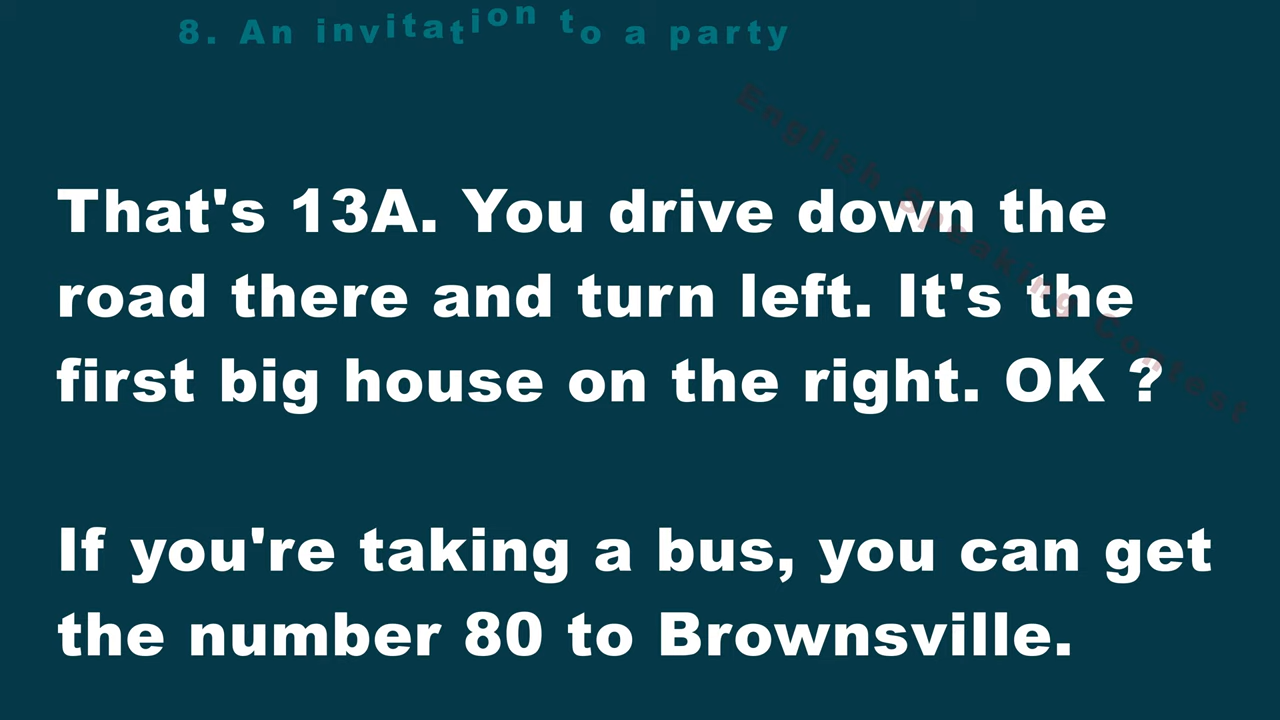 8. An invitation to a party
English Speaking Contest
That's 13A. You drive down the
road there and turn left. It's the
first big house on the right. OK ?
If you're taking a bus, you can get
the number 80 to Brownsville.